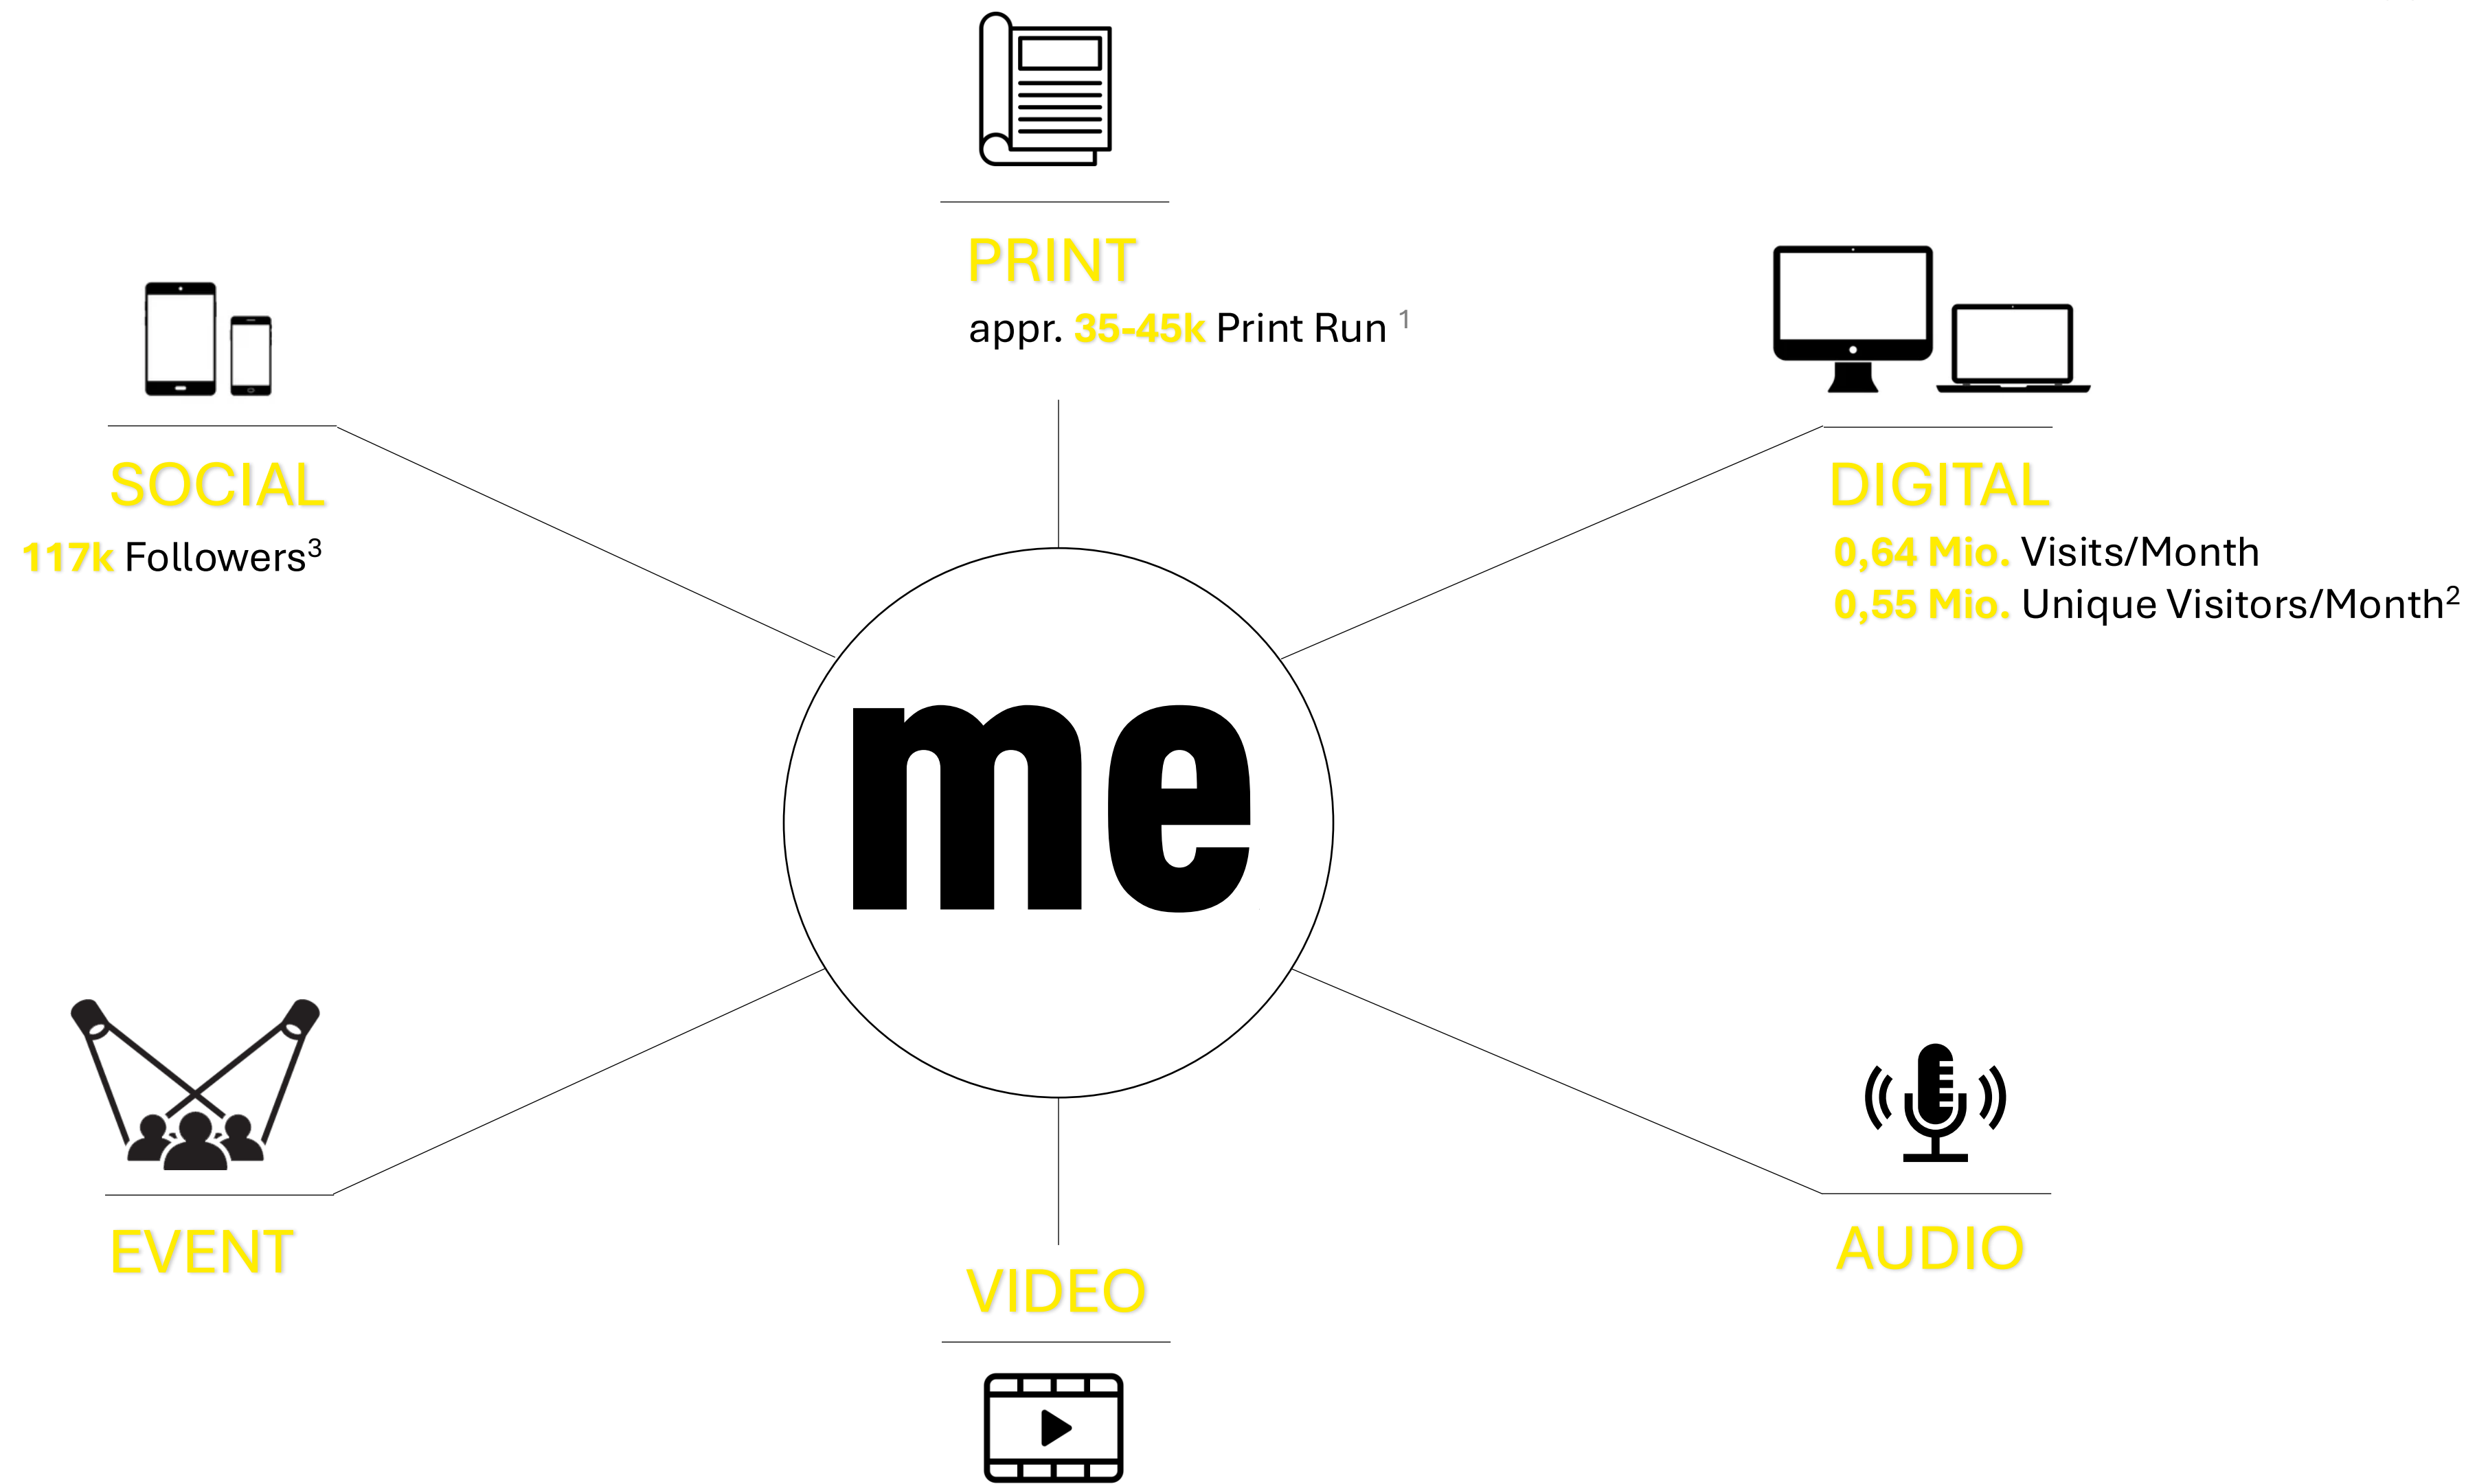 PRINT
appr. 35-45k Print Run ¹
SOCIAL
117k Followers³
DIGITAL
0,64 Mio. Visits/Month
0,55 Mio. Unique Visitors/Month²
me
EVENT
AUDIO
VIDEO